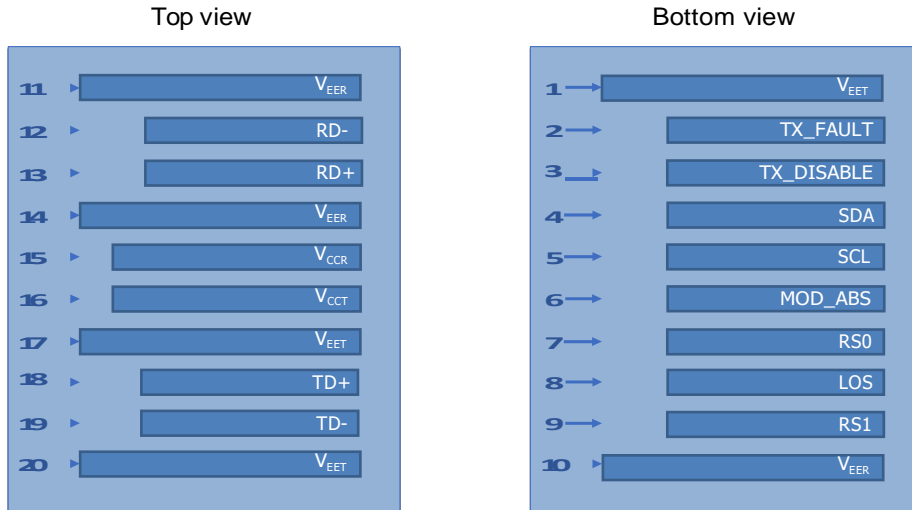 Top view
11 VEER
12 RD-
13 RD+
14 VEER
15 VCCR
16 VCCT
17 VEET
18 TD+
19 TD-
20 VEET
Bottom view
1 VEET
2 TX_FAULT
3 TX_DISABLE
4 SDA
5 SCL
6 MOD_ABS
7 RS0
8 LOS
9 RS1
10 VEER